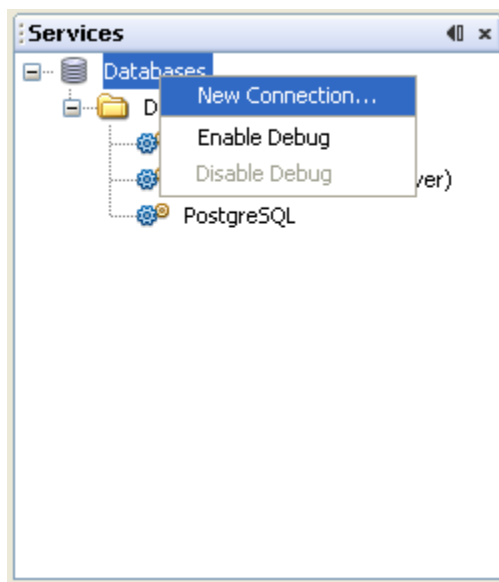 Services
Databases
New Connection...
D
Enable Debug
Disable Debug
ver)
PostgreSQL